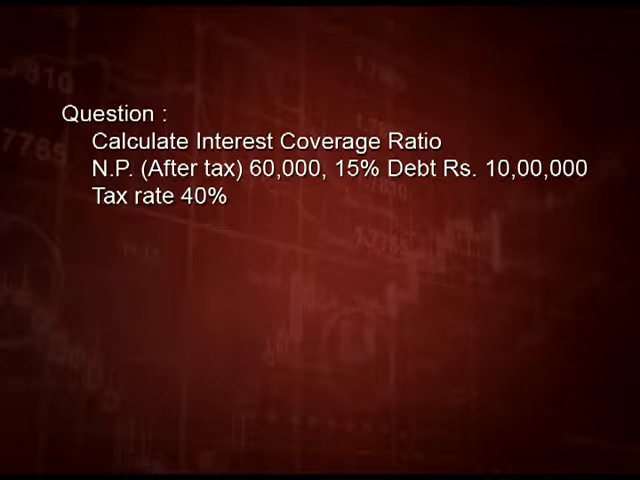 Question :
Calculate Interest Coverage Ratio
N.P. (After tax) 60,000, 15% Debt Rs. 10,00,000
Tax rate 40%